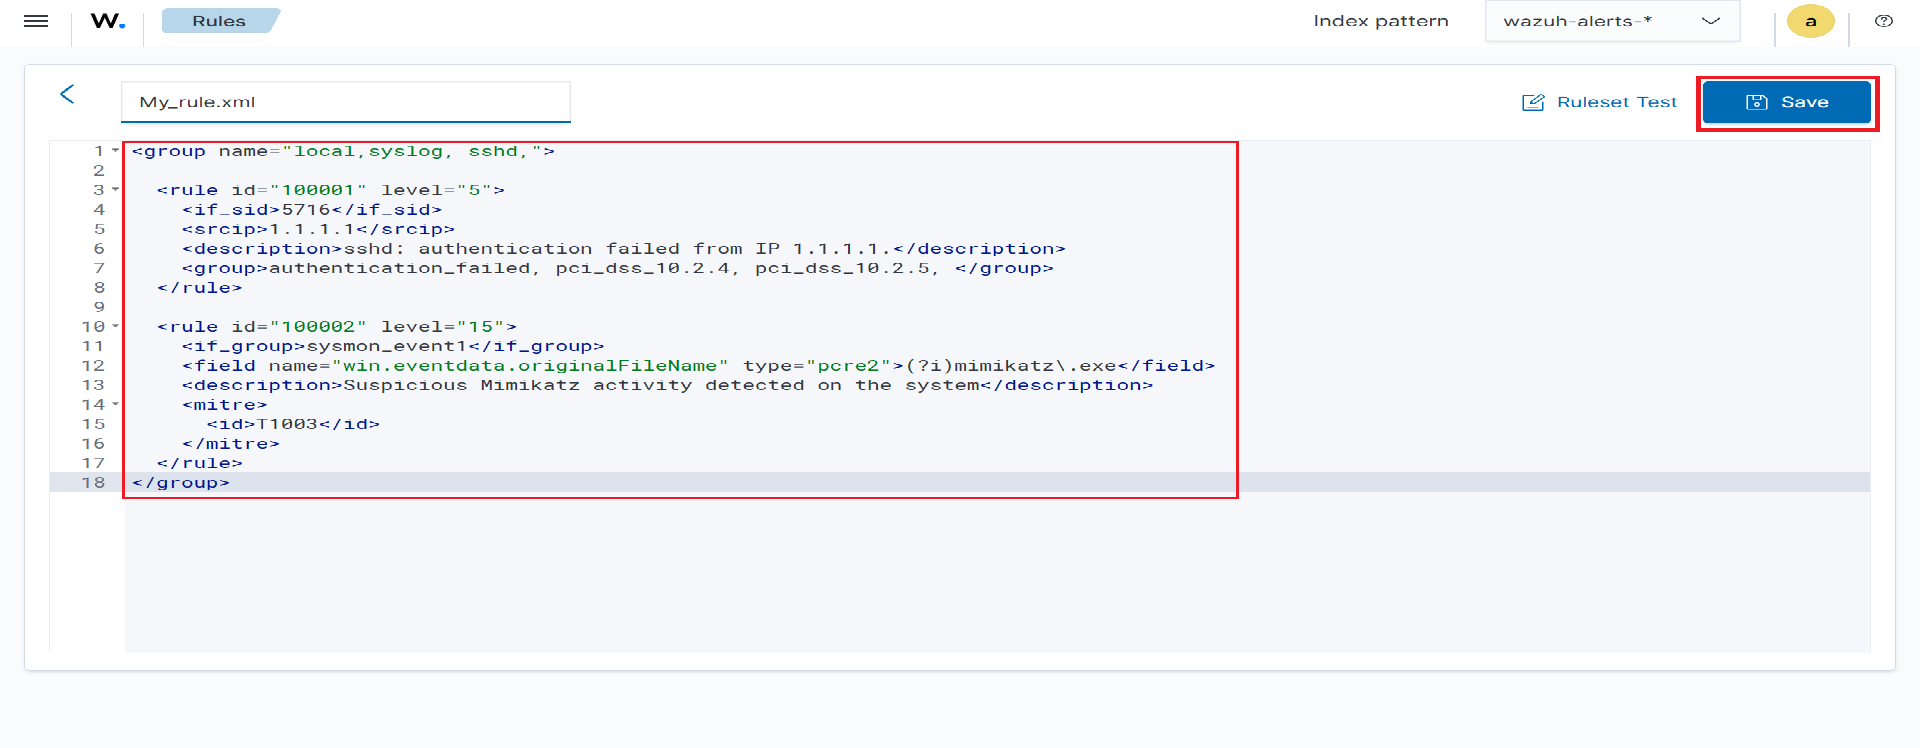 W. Rules Index pattern wazuh-alerts-* a ?
My_rule.xml Ruleset Test Save
1 <group name="local,syslog, sshd,">
2
3   <rule id="100001" level="5">
4     <if_sid>5716</if_sid>
5     <srcip>1.1.1.1</srcip>
6     <description>sshd: authentication failed from IP 1.1.1.1.</description>
7     <group>authentication_failed, pci_dss_10.2.4, pci_dss_10.2.5, </group>
8   </rule>
9
10   <rule id="100002" level="15">
11     <if_group>sysmon_event1</if_group>
12     <field name="win.eventdata.originalFileName" type="pcre2">(?i)mimikatz\.exe</field>
13     <description>Suspicious Mimikatz activity detected on the system</description>
14     <mitre>
15       <id>T1003</id>
16     </mitre>
17   </rule>
18 </group>